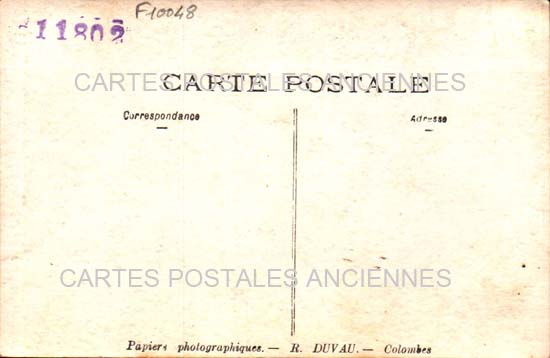 F10048
11802
CARTES POSTALES ANCIENNES
CARTE POSTALE
Correspondance
Adresse
CARTES POSTALES ANCIENNES
Papiers photographiques. — R. DUVAU. — Colombes